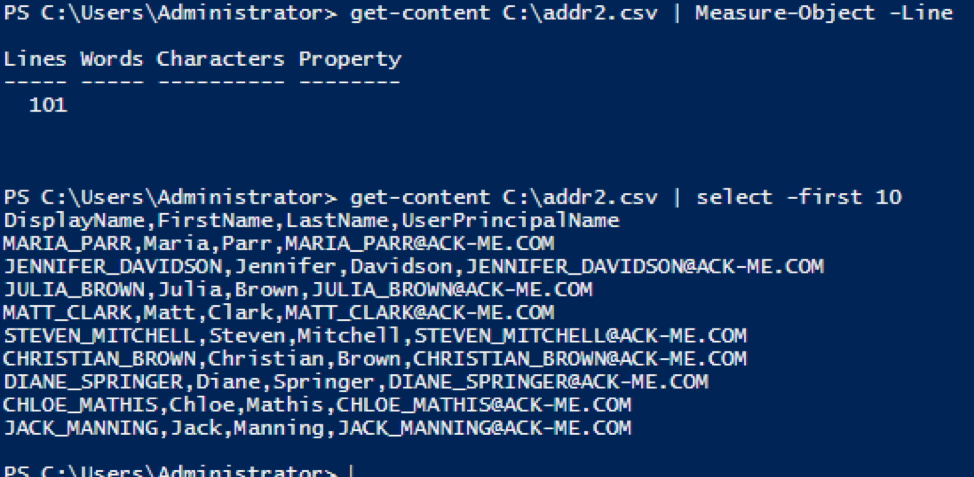 PS C:\Users\Administrator> get-content C:\addr2.csv | Measure-Object -Line
Lines Words Characters Property
----- ----- ---------- --------
101
PS C:\Users\Administrator> get-content C:\addr2.csv | select -first 10
DisplayName,FirstName,LastName,UserPrincipalName
MARIA_PARR,Maria,Parr,MARIA_PARR@ACK-ME.COM
JENNIFER_DAVIDSON,Jennifer,Davidson,JENNIFER_DAVIDSON@ACK-ME.COM
JULIA_BROWN,Julia,Brown,JULIA_BROWN@ACK-ME.COM
MATT_CLARK,Matt,Clark,MATT_CLARK@ACK-ME.COM
STEVEN_MITCHELL,Steven,Mitchell,STEVEN_MITCHELL@ACK-ME.COM
CHRISTIAN_BROWN,Christian,Brown,CHRISTIAN_BROWN@ACK-ME.COM
DIANE_SPRINGER,Diane,Springer,DIANE_SPRINGER@ACK-ME.COM
CHLOE_MATHIS,Chloe,Mathis,CHLOE_MATHIS@ACK-ME.COM
JACK_MANNING,Jack,Manning,JACK_MANNING@ACK-ME.COM
PS C:\Users\Administrator>